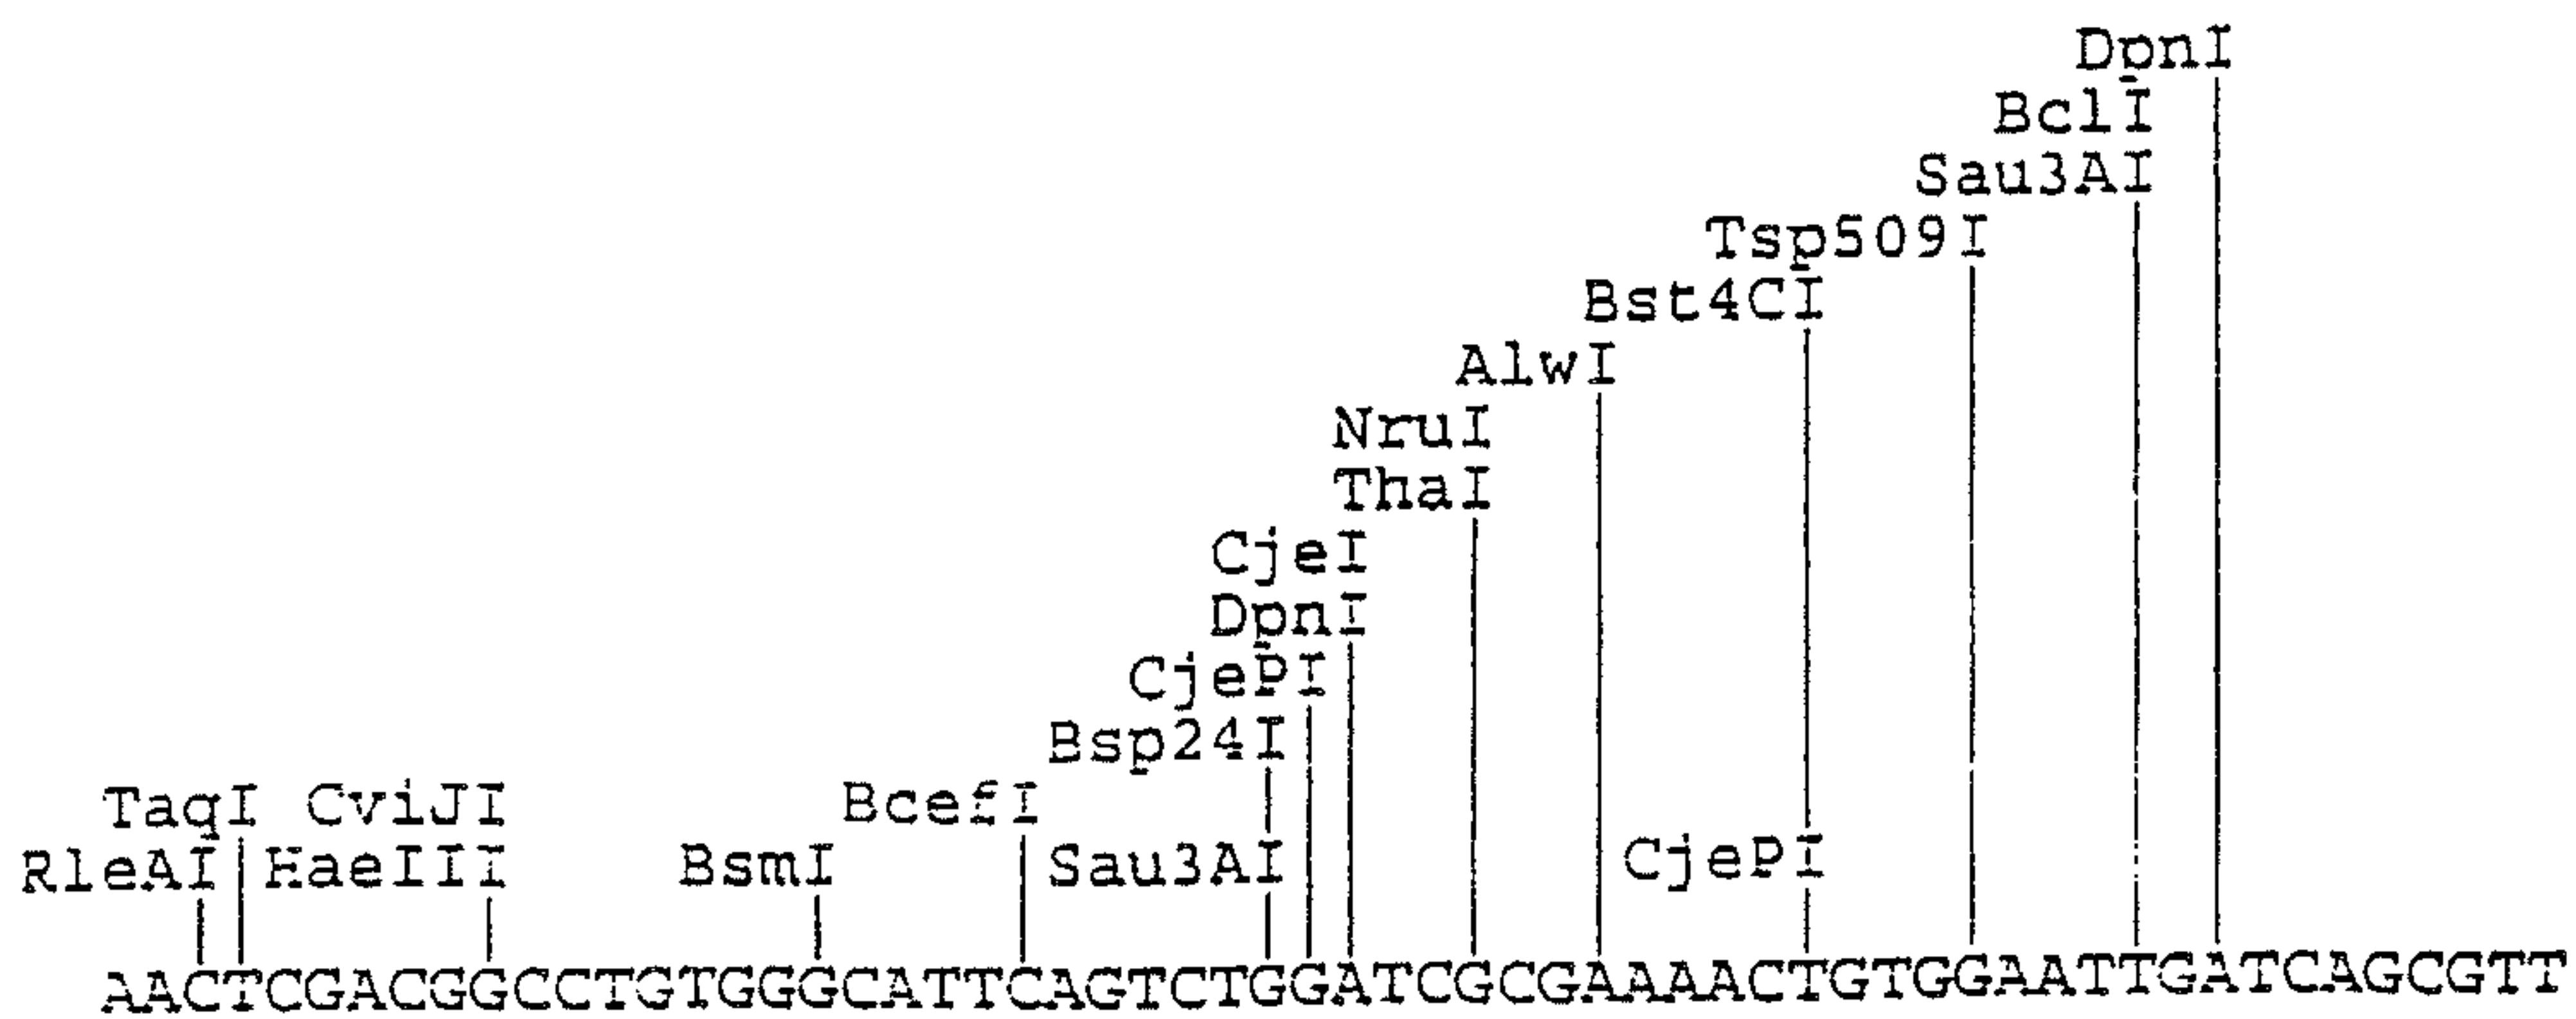 DpnI
BclI
Sau3AI
Tsp509I
Bst4CI
AlwI
NruI
ThaI
CjeI
DpnI
CjePI
Bsp24I
TaqI CviJI BcefI
RleAI HaeIII BsmI Sau3AI CjePI
AACTCGACGGCCTGTGGGCATTCAGTCTGGATCGCGAAAACTGTGGAATTGATCAGCGTT